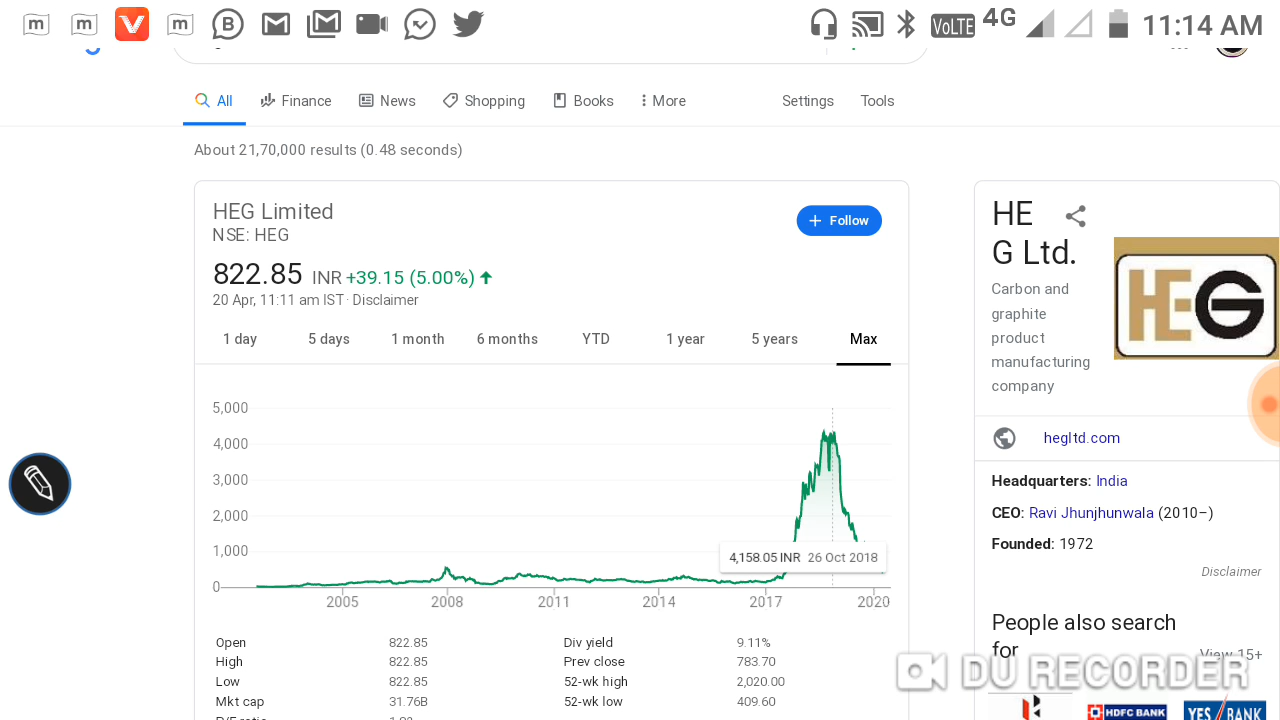 VoLTE 4G 11:14 AM
All Finance News Shopping Books More Settings Tools
About 21,70,000 results (0.48 seconds)
HEG Limited
NSE: HEG
Follow
822.85 INR +39.15 (5.00%)
20 Apr, 11:11 am IST · Disclaimer
1 day 5 days 1 month 6 months YTD 1 year 5 years Max
5,000
4,000
3,000
2,000
1,000
0
4,158.05 INR 26 Oct 2018
2005 2008 2011 2014 2017 2020
Open 822.85 Div yield 9.11%
High 822.85 Prev close 783.70
Low 822.85 52-wk high 2,020.00
Mkt cap 31.76B 52-wk low 409.60
HE
G Ltd.
Carbon and
graphite
product
manufacturing
company
HEG
hegltd.com
Headquarters: India
CEO: Ravi Jhunjhunwala (2010–)
Founded: 1972
Disclaimer
People also search
for View 15+
DU RECORDER
HDFC BANK
YES BANK